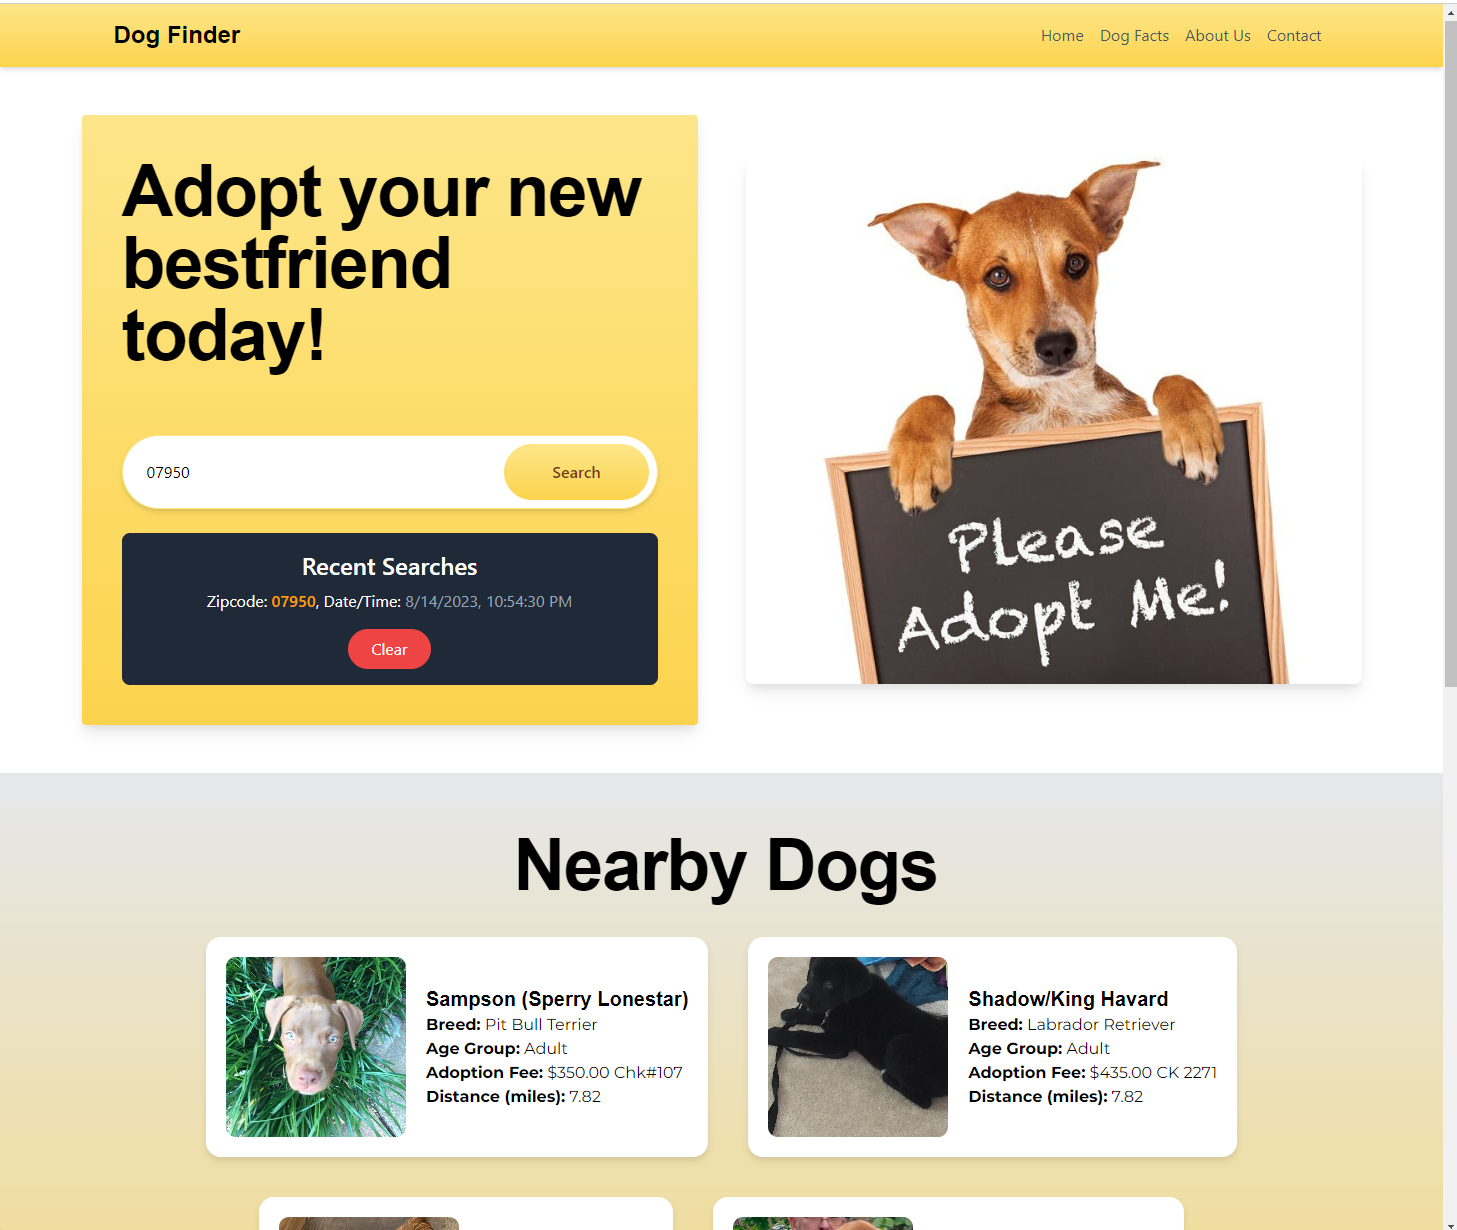 Dog Finder
Home Dog Facts About Us Contact
Adopt your new
bestfriend
today!
07950
Search
Recent Searches
Zipcode: 07950, Date/Time: 8/14/2023, 10:54:30 PM
Clear
Please
Adopt Me!
Nearby Dogs
Sampson (Sperry Lonestar)
Breed: Pit Bull Terrier
Age Group: Adult
Adoption Fee: $350.00 Chk#107
Distance (miles): 7.82
Shadow/King Havard
Breed: Labrador Retriever
Age Group: Adult
Adoption Fee: $435.00 CK 2271
Distance (miles): 7.82